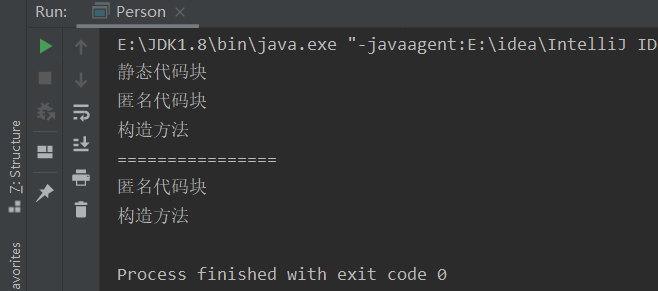 Run: Person ×
E:\JDK1.8\bin\java.exe "-javaagent:E:\idea\IntelliJ ID
静态代码块
匿名代码块
构造方法
================
匿名代码块
构造方法
Process finished with exit code 0
7: Structure
avorites